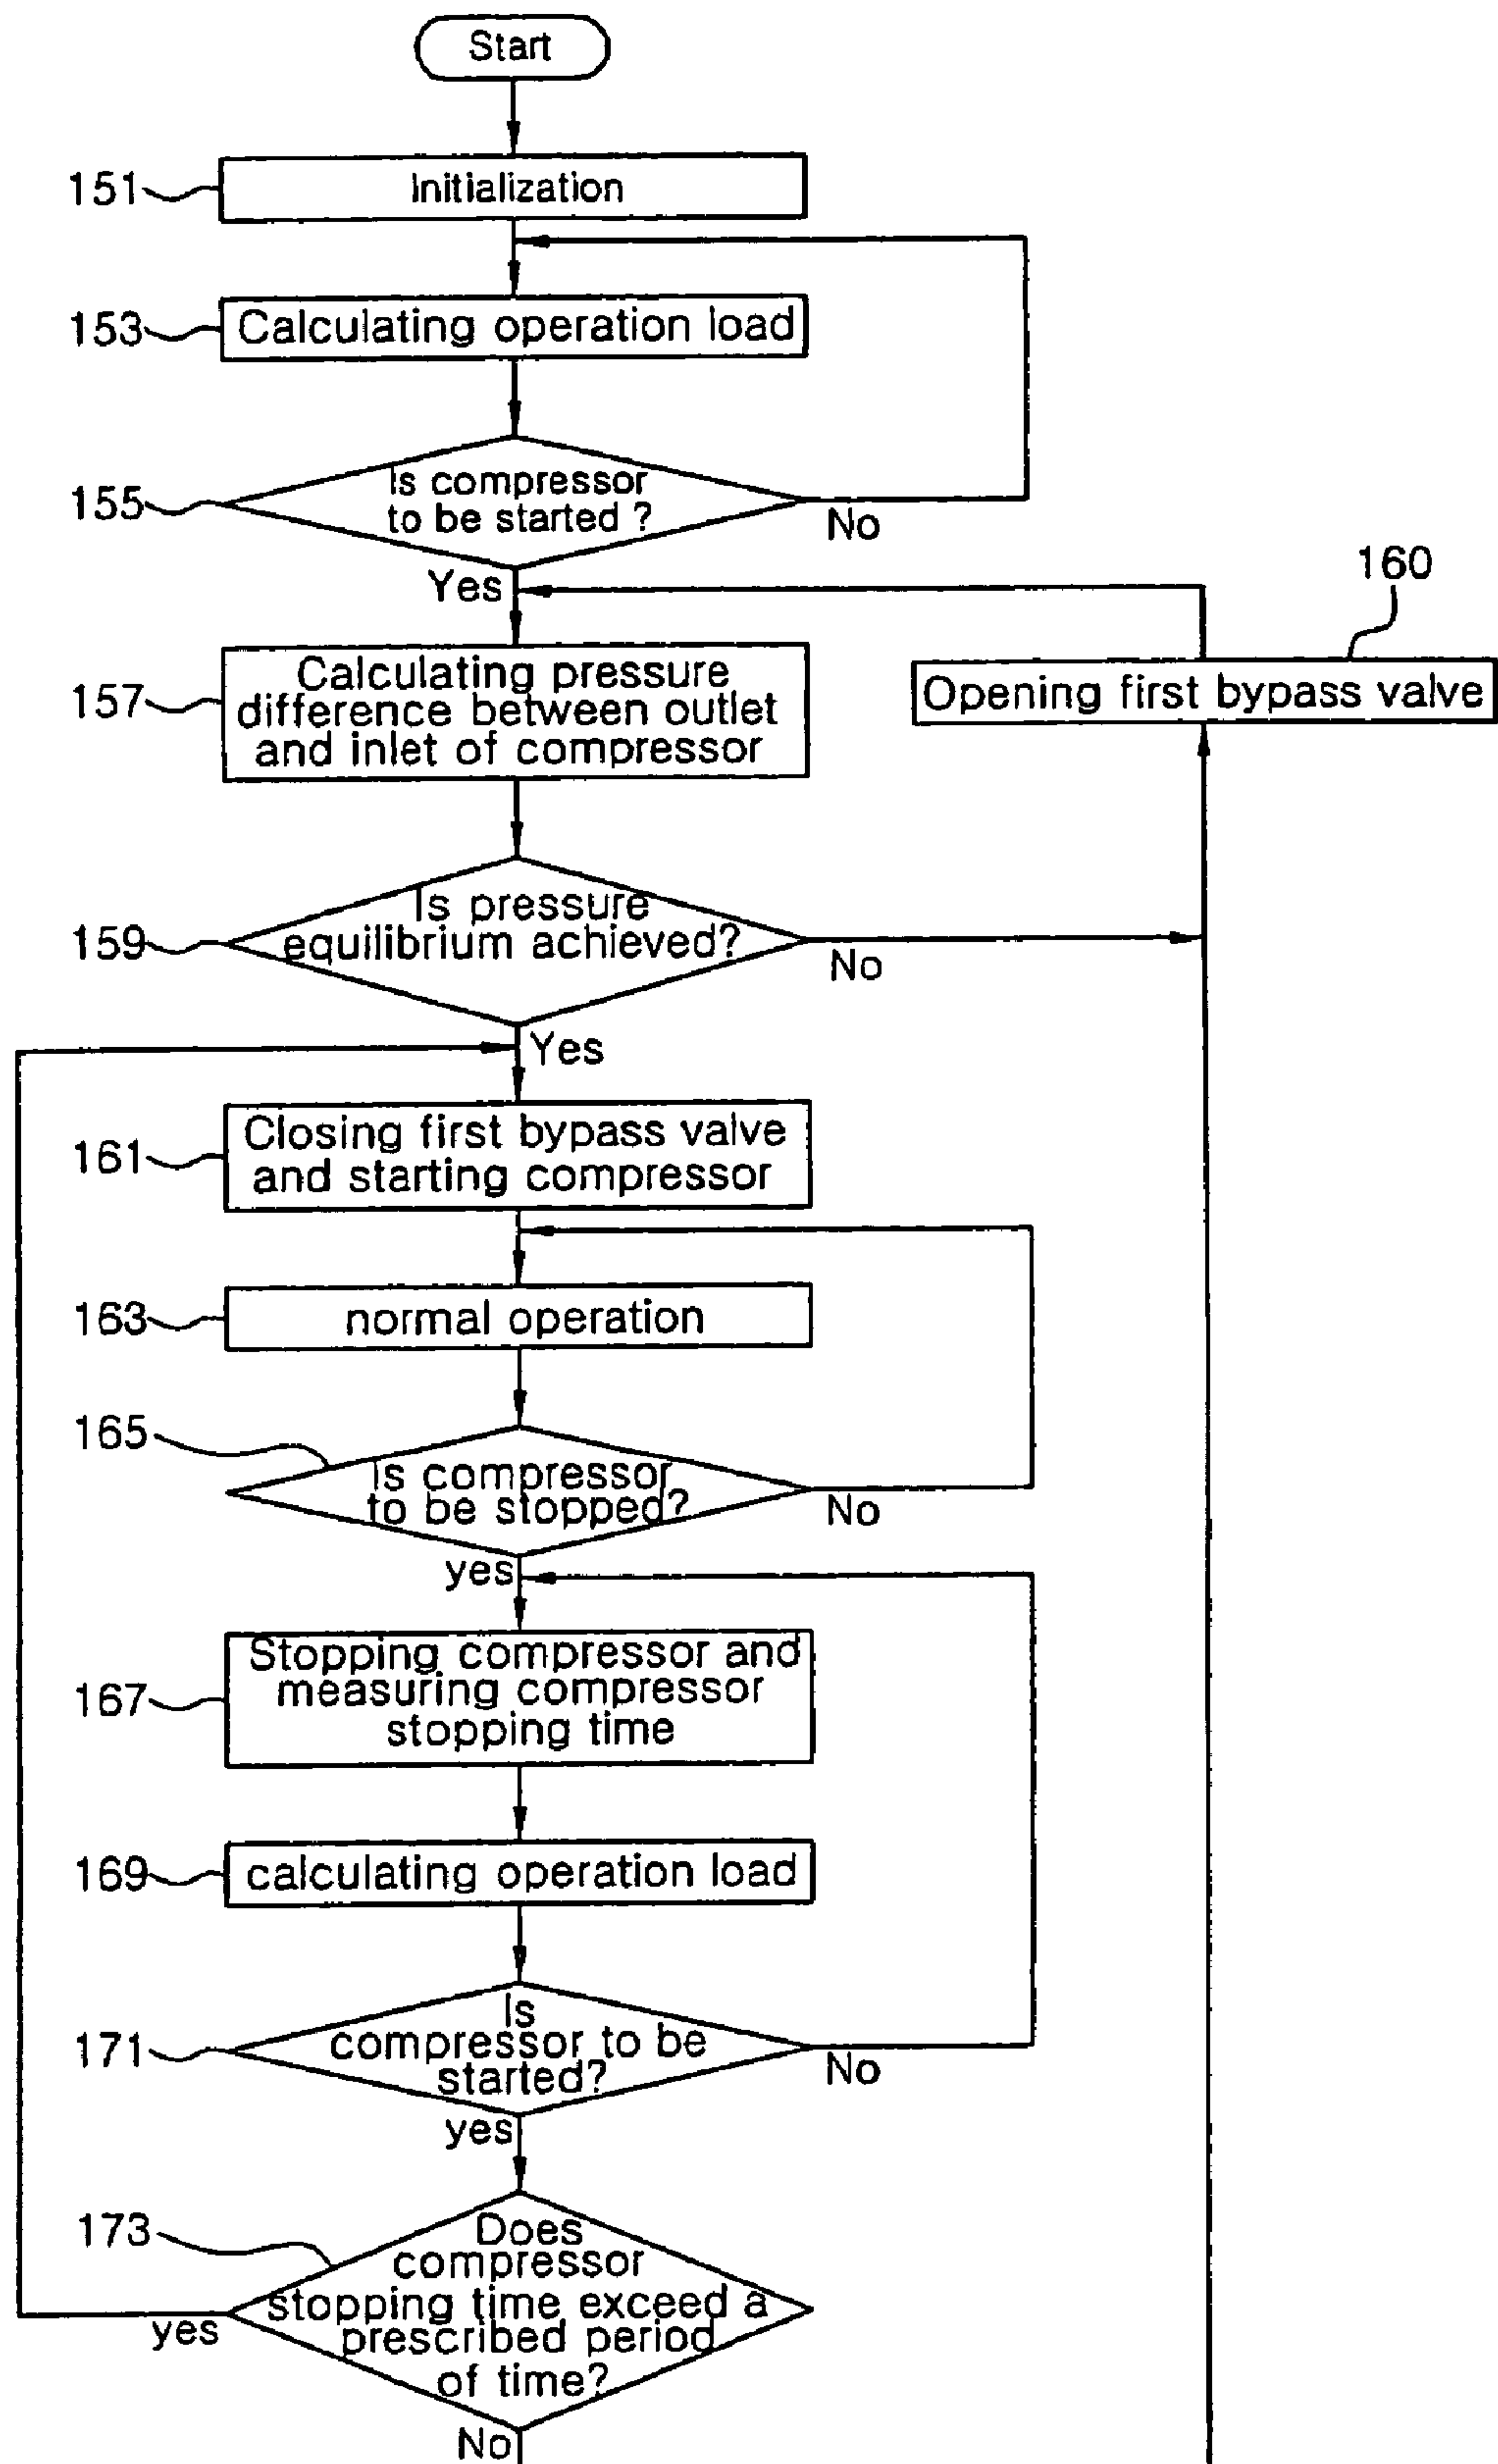 Start
151
Initialization
153
Calculating operation load
155
Is compressor
to be started ?
No
Yes
160
Opening first bypass valve
157
Calculating pressure
difference between outlet
and inlet of compressor
159
Is pressure
equilibrium achieved?
No
Yes
161
Closing first bypass valve
and starting compressor
163
normal operation
165
Is compressor
to be stopped?
No
yes
167
Stopping compressor and
measuring compressor
stopping time
169
calculating operation load
171
Is
compressor to be
started?
No
yes
173
Does
compressor
stopping time exceed a
prescribed period
of time?
yes
No